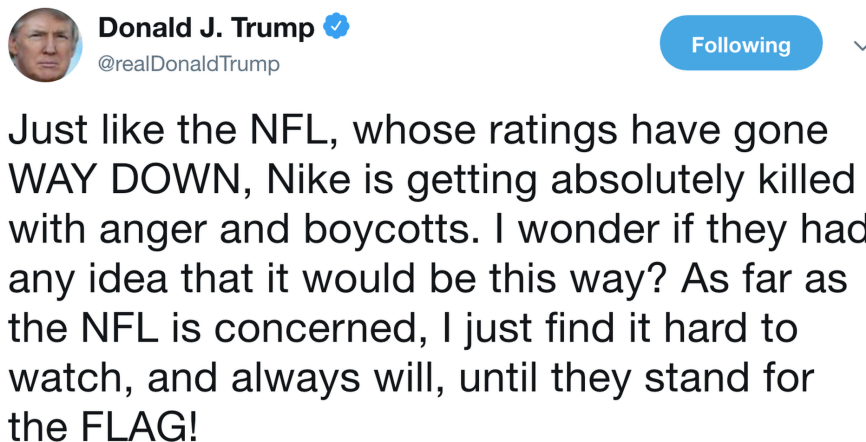 Donald J. Trump
@realDonaldTrump
Following
Just like the NFL, whose ratings have gone
WAY DOWN, Nike is getting absolutely killed
with anger and boycotts. I wonder if they had
any idea that it would be this way? As far as
the NFL is concerned, I just find it hard to
watch, and always will, until they stand for
the FLAG!